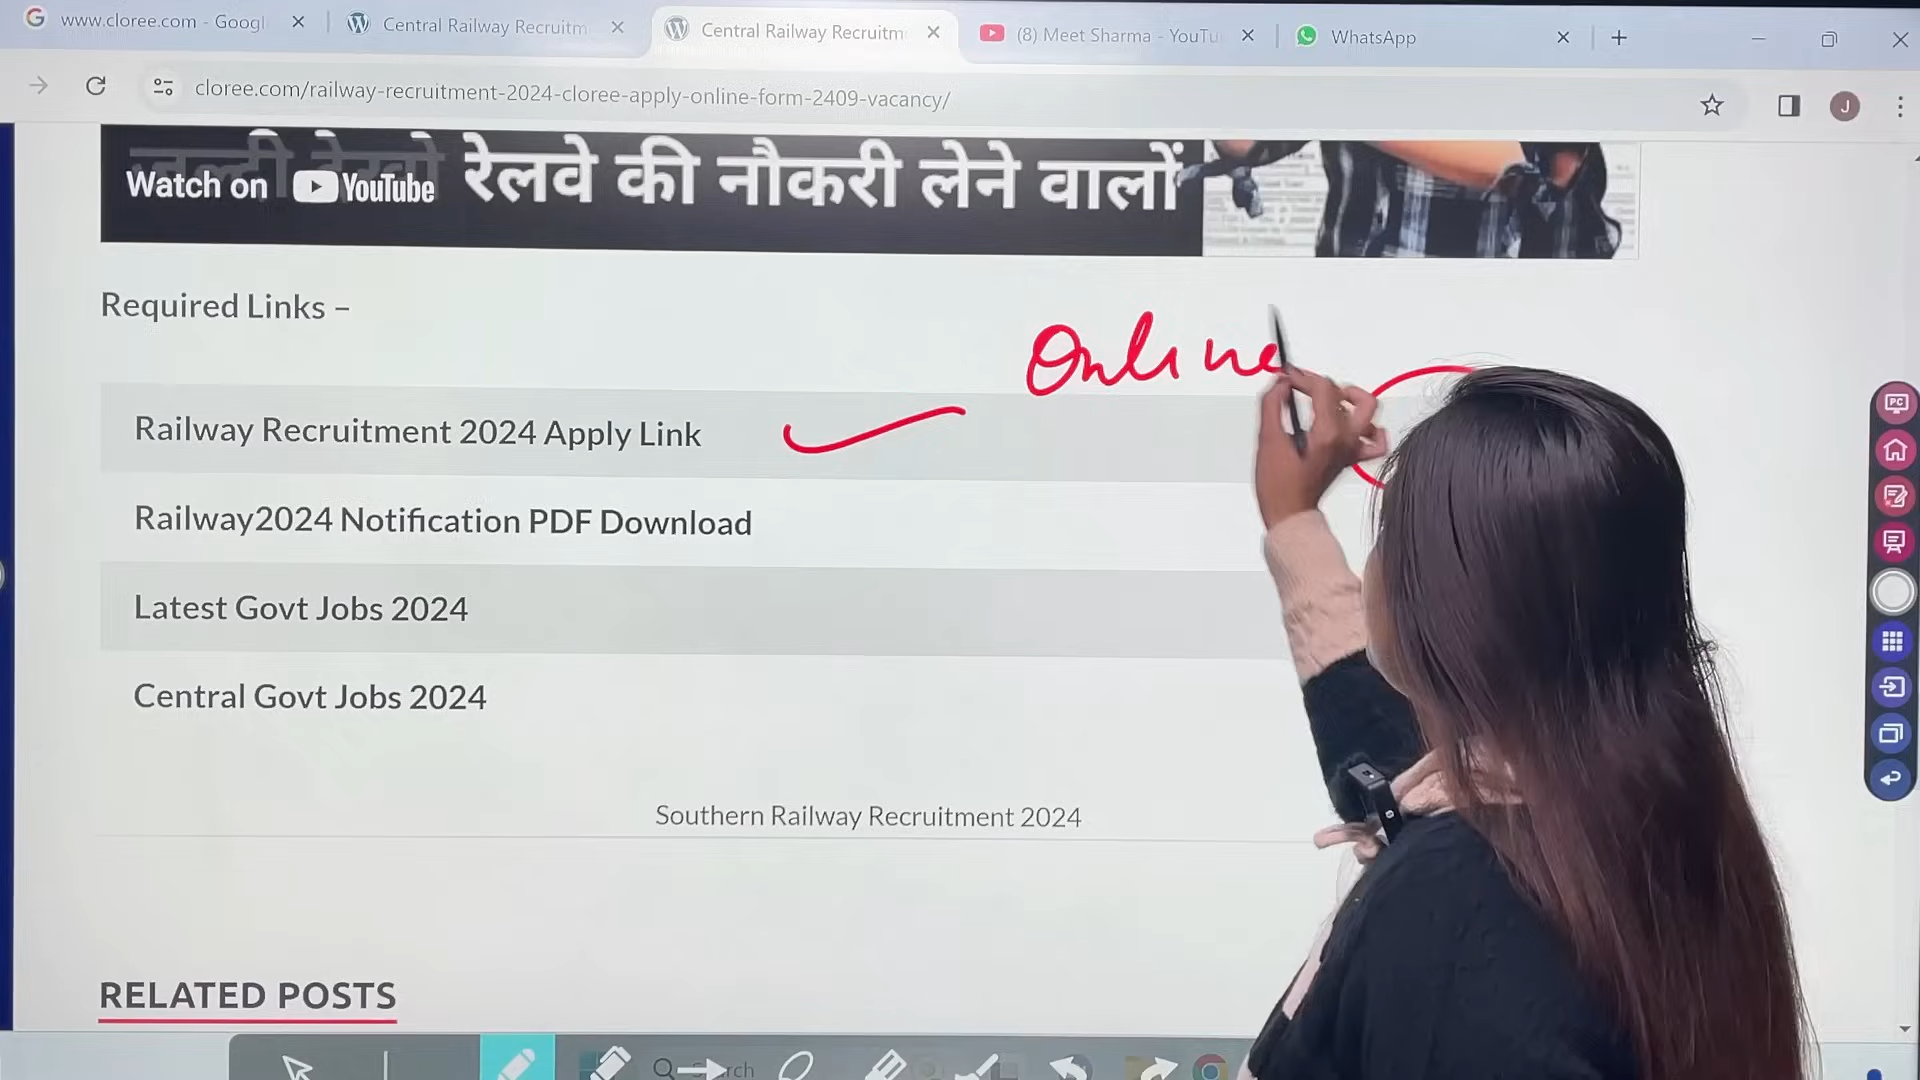 www.cloree.com - Googl
Central Railway Recruitm
Central Railway Recruitm
(8) Meet Sharma - YouTu
WhatsApp
cloree.com/railway-recruitment-2024-cloree-apply-online-form-2409-vacancy/
J
जल्दी देखो रेलवे की नौकरी लेने वालों
Watch on YouTube
Required Links –
Online
Railway Recruitment 2024 Apply Link
Railway2024 Notification PDF Download
Latest Govt Jobs 2024
Central Govt Jobs 2024
Southern Railway Recruitment 2024
RELATED POSTS
PC